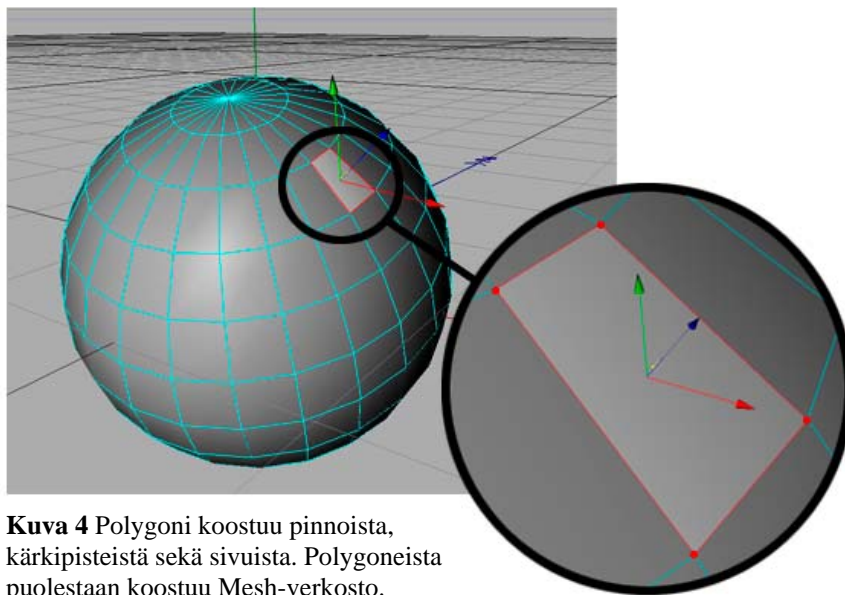 Kuva 4 Polygoni koostuu pinnoista,
kärkipisteistä sekä sivuista. Polygoneista
puolestaan koostuu Mesh-verkosto.